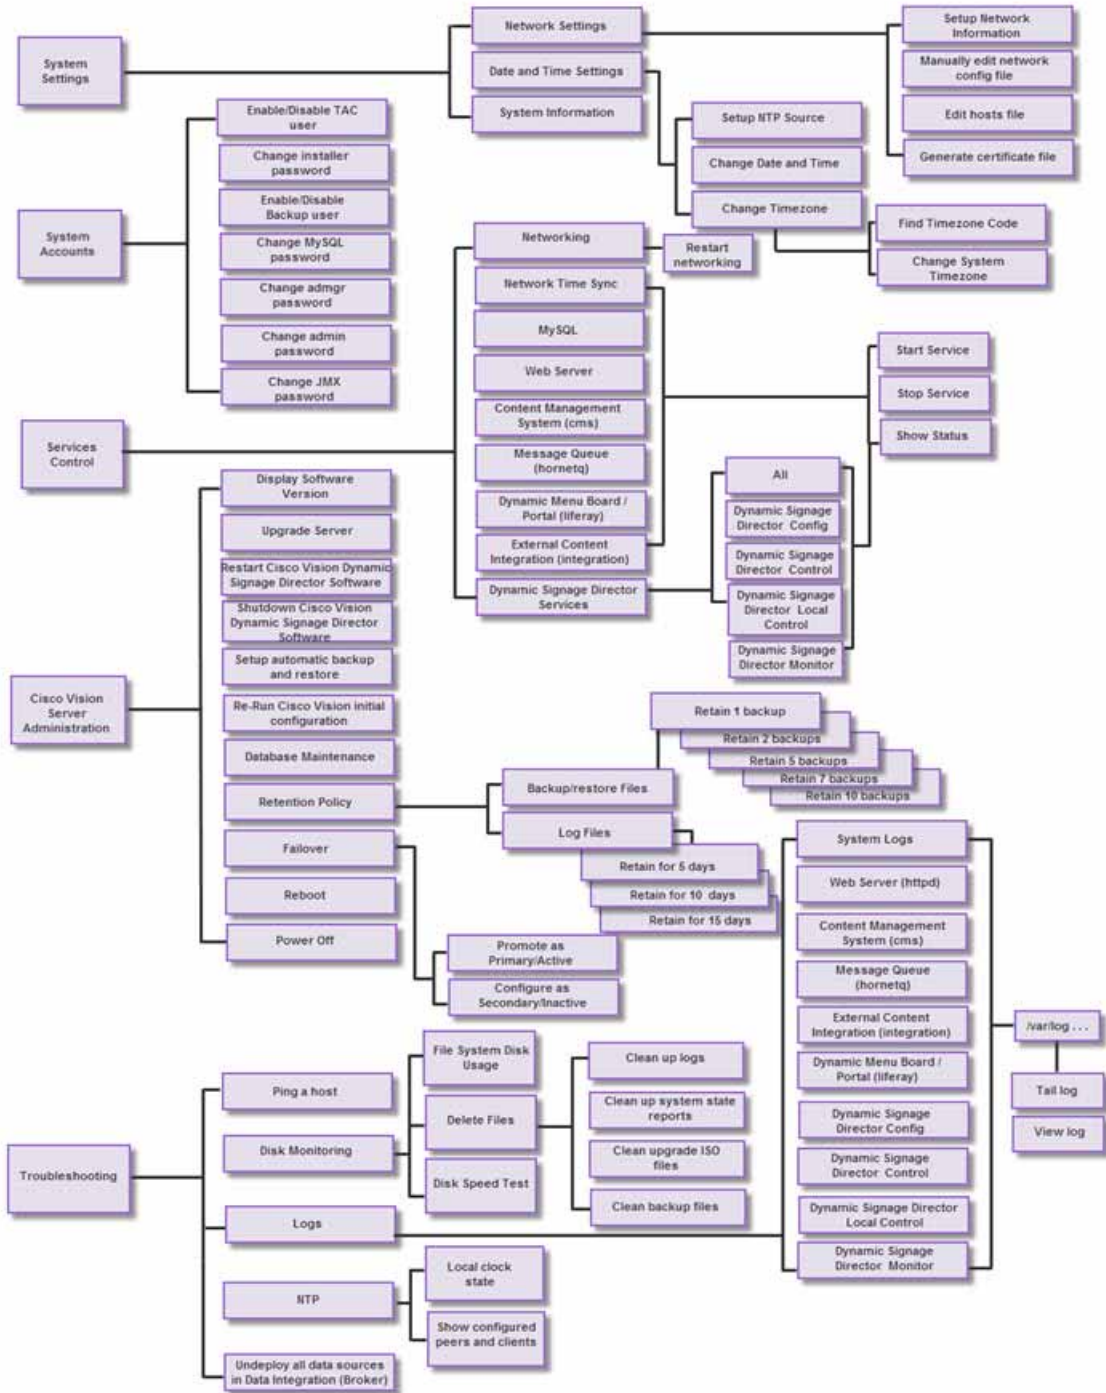 System
Settings
Network Settings
Date and Time Settings
System Information
Setup Network
Information
Manually edit network
config file
Edit hosts file
Generate certificate file
Setup NTP Source
Change Date and Time
Change Timezone
Find Timezone Code
Change System
Timezone
System
Accounts
Enable/Disable TAC
user
Change installer
password
Enable/Disable
Backup user
Change MySQL
password
Change admgr
password
Change admin
password
Change JMX
password
Services
Control
Networking
Restart
networking
Network Time Sync
MySQL
Web Server
Content Management
System (cms)
Message Queue
(hornetq)
Dynamic Menu Board /
Portal (liferay)
External Content
Integration (integration)
Dynamic Signage Director
Services
Start Service
Stop Service
Show Status
All
Dynamic Signage
Director Config
Dynamic Signage
Director Control
Dynamic Signage
Director Local
Control
Dynamic Signage
Director Monitor
Cisco Vision
Server
Administration
Display Software
Version
Upgrade Server
Restart Cisco Vision Dynamic
Signage Director Software
Shutdown Cisco Vision
Dynamic Signage Director
Software
Setup automatic backup
and restore
Re-Run Cisco Vision initial
configuration
Database Maintenance
Retention Policy
Failover
Reboot
Power Off
Backup/restore Files
Log Files
Retain 1 backup
Retain 2 backups
Retain 5 backups
Retain 7 backups
Retain 10 backups
Retain for 5 days
Retain for 10 days
Retain for 15 days
Promote as
Primary/Active
Configure as
Secondary/Inactive
Troubleshooting
Ping a host
Disk Monitoring
Logs
NTP
Undeploy all data sources
in Data Integration (Broker)
File System Disk
Usage
Delete Files
Disk Speed Test
Clean up logs
Clean up system state
reports
Clean upgrade ISO
files
Clean backup files
Local clock
state
Show configured
peers and clients
System Logs
Web Server (httpd)
Content Management
System (cms)
Message Queue
(hornetq)
External Content
Integration (integration)
Dynamic Menu Board /
Portal (liferay)
Dynamic Signage
Director Config
Dynamic Signage
Director Control
Dynamic Signage Director
Local Control
Dynamic Signage
Director Monitor
/var/log . . .
Tail log
View log